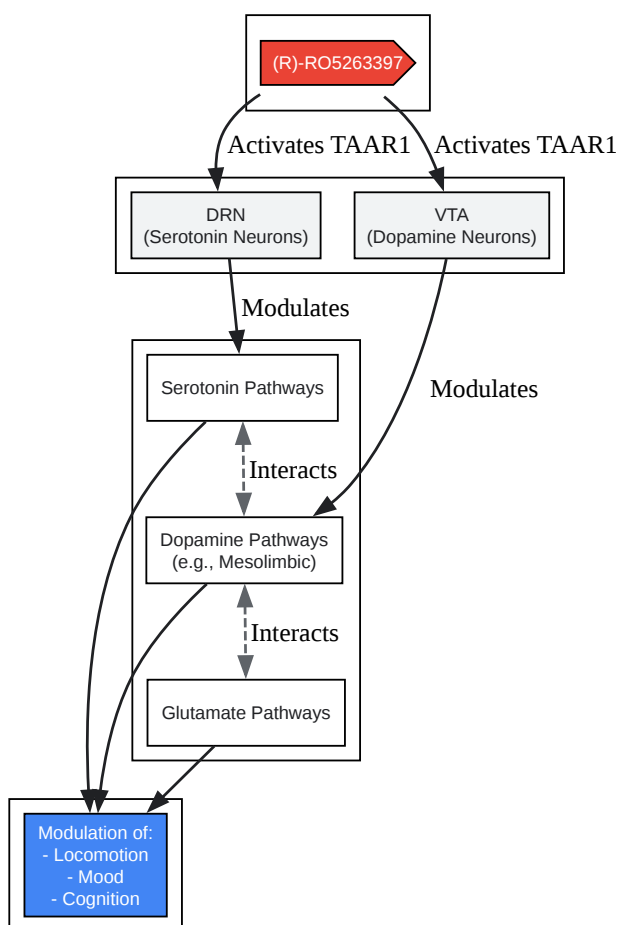 (R)-RO5263397
Activates TAAR1 Activates TAAR1
DRN
(Serotonin Neurons)
VTA
(Dopamine Neurons)
Modulates
Serotonin Pathways
Modulates
Interacts
Dopamine Pathways
(e.g., Mesolimbic)
Interacts
Glutamate Pathways
Modulation of:
- Locomotion
- Mood
- Cognition